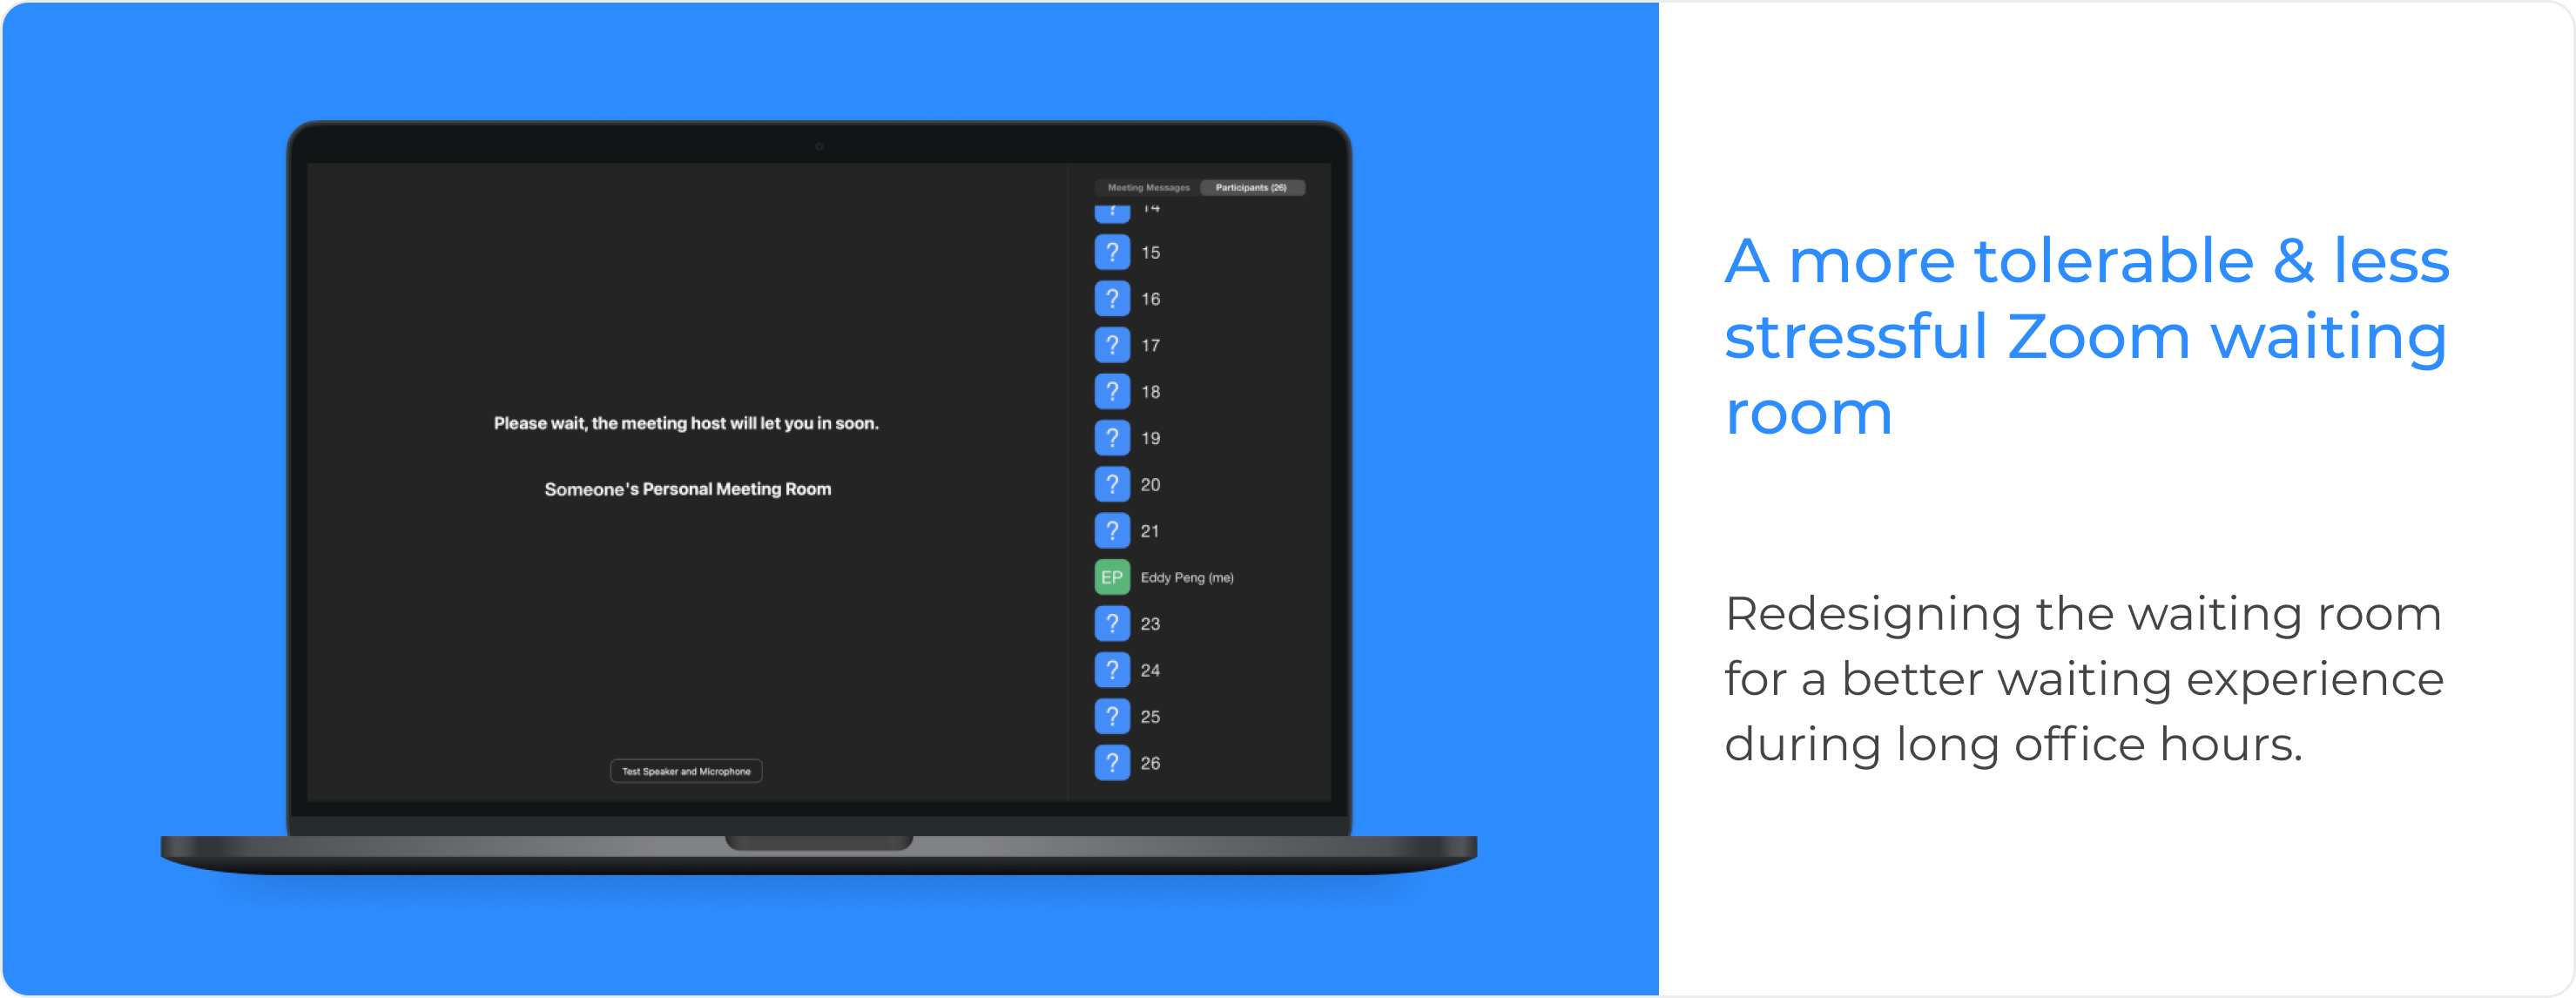 Meeting Messages
Participants (26)
? 14
? 15
? 16
? 17
? 18
? 19
? 20
? 21
EP Eddy Peng (me)
? 23
? 24
? 25
? 26
Please wait, the meeting host will let you in soon.
Someone's Personal Meeting Room
Test Speaker and Microphone
A more tolerable & less
stressful Zoom waiting
room
Redesigning the waiting room
for a better waiting experience
during long office hours.